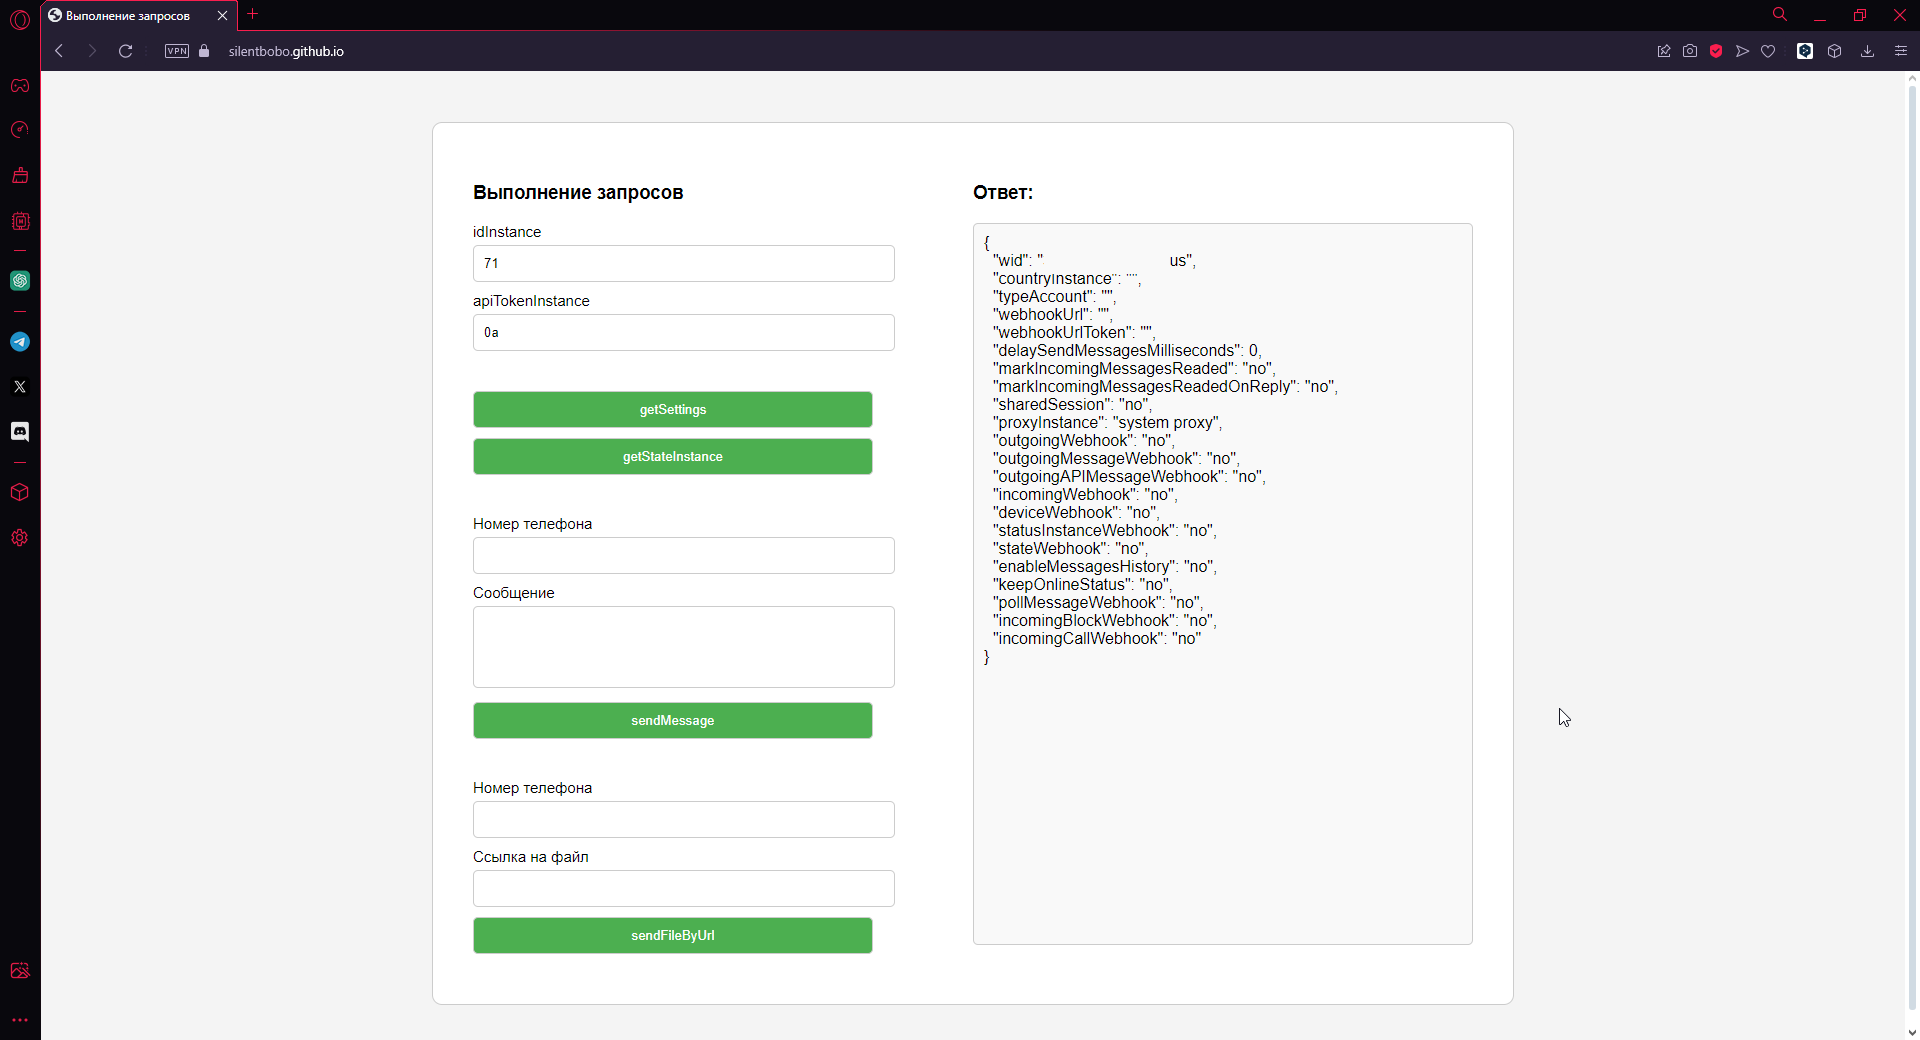 Выполнение запросов
VPN
silentbobo.github.io
Выполнение запросов
idInstance
71
apiTokenInstance
0a
getSettings
getStateInstance
Номер телефона
Сообщение
sendMessage
Номер телефона
Ссылка на файл
sendFileByUrl
Ответ:
{
"wid": " us",
"countryInstance": "",
"typeAccount": "",
"webhookUrl": "",
"webhookUrlToken": "",
"delaySendMessagesMilliseconds": 0,
"markIncomingMessagesReaded": "no",
"markIncomingMessagesReadedOnReply": "no",
"sharedSession": "no",
"proxyInstance": "system proxy",
"outgoingWebhook": "no",
"outgoingMessageWebhook": "no",
"outgoingAPIMessageWebhook": "no",
"incomingWebhook": "no",
"deviceWebhook": "no",
"statusInstanceWebhook": "no",
"stateWebhook": "no",
"enableMessagesHistory": "no",
"keepOnlineStatus": "no",
"pollMessageWebhook": "no",
"incomingBlockWebhook": "no",
"incomingCallWebhook": "no"
}